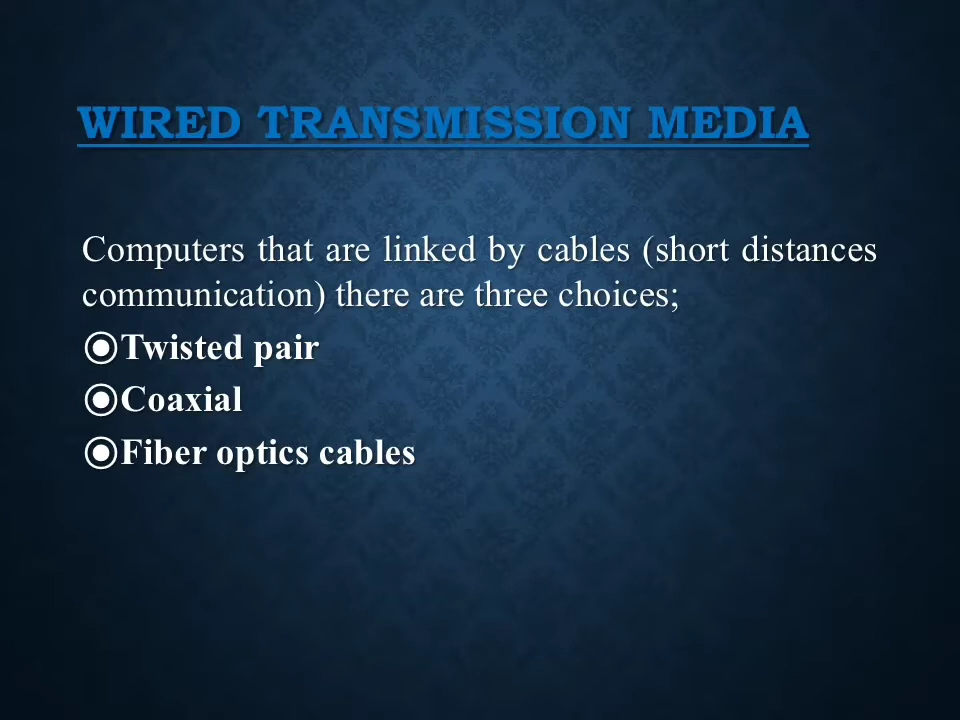 WIRED TRANSMISSION MEDIA
Computers that are linked by cables (short distances
communication) there are three choices;
Twisted pair
Coaxial
Fiber optics cables